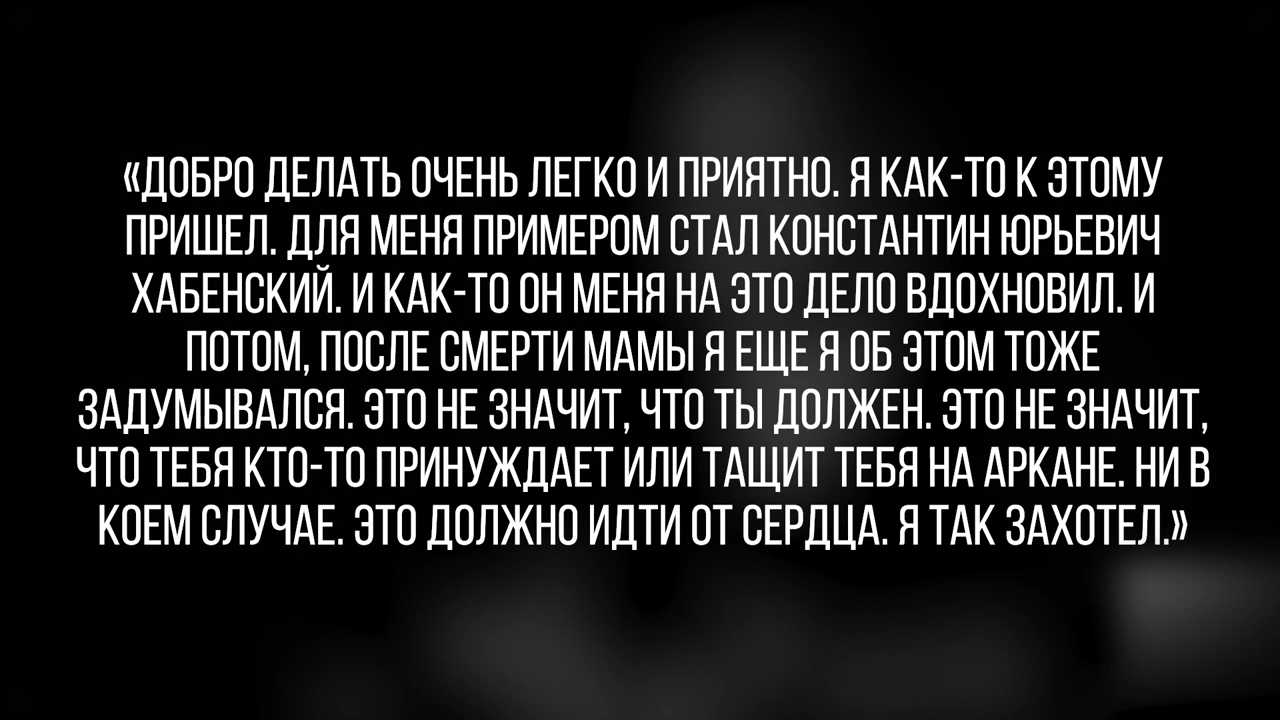 «ДОБРО ДЕЛАТЬ ОЧЕНЬ ЛЕГКО И ПРИЯТНО. Я КАК-ТО К ЭТОМУ
ПРИШЕЛ. ДЛЯ МЕНЯ ПРИМЕРОМ СТАЛ КОНСТАНТИН ЮРЬЕВИЧ
ХАБЕНСКИЙ. И КАК-ТО ОН МЕНЯ НА ЭТО ДЕЛО ВДОХНОВИЛ. И
ПОТОМ, ПОСЛЕ СМЕРТИ МАМЫ Я ЕЩЕ Я ОБ ЭТОМ ТОЖЕ
ЗАДУМЫВАЛСЯ. ЭТО НЕ ЗНАЧИТ, ЧТО ТЫ ДОЛЖЕН. ЭТО НЕ ЗНАЧИТ,
ЧТО ТЕБЯ КТО-ТО ПРИНУЖДАЕТ ИЛИ ТАЩИТ ТЕБЯ НА АРКАНЕ. НИ В
КОЕМ СЛУЧАЕ. ЭТО ДОЛЖНО ИДТИ ОТ СЕРДЦА. Я ТАК ЗАХОТЕЛ.»